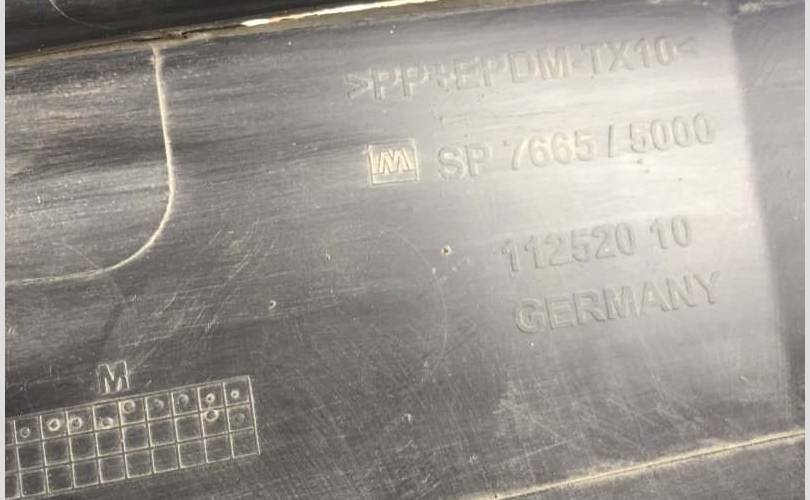 >PP+EPDM-TX10<
M SP 7665 / 5000
112520 10
GERMANY
M